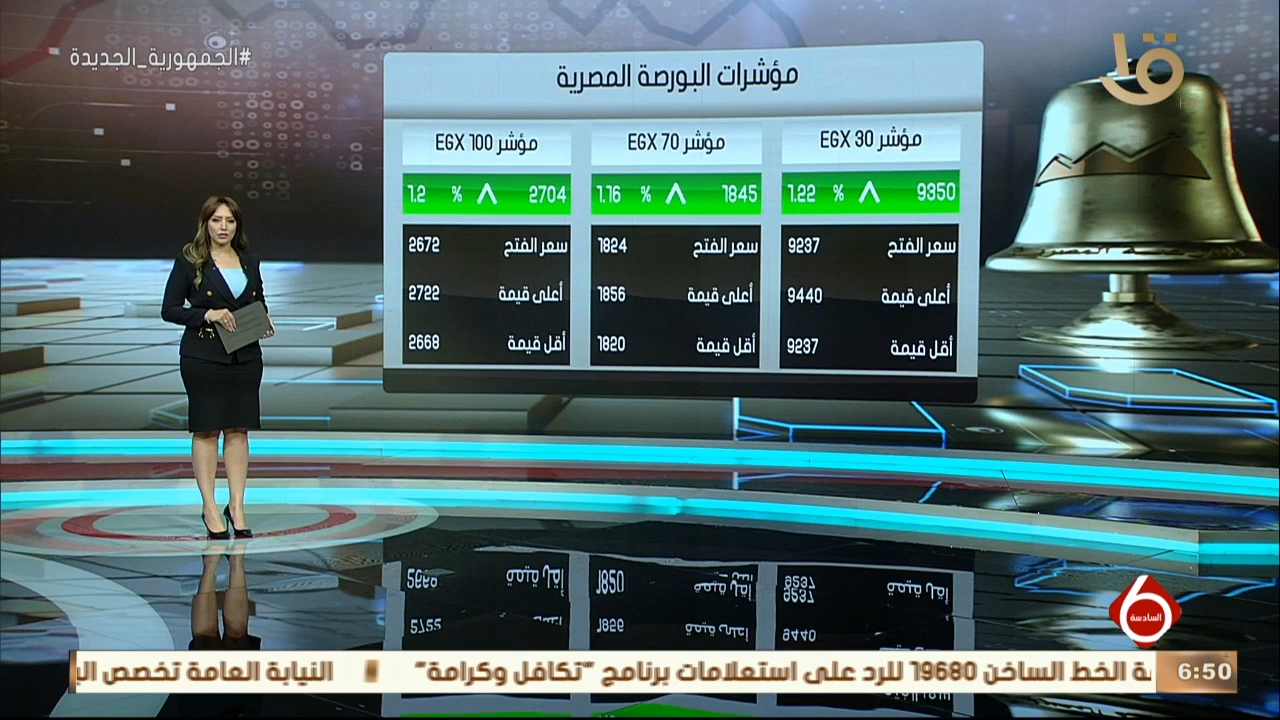 #الجمهورية_الجديدة
مؤشرات البورصة المصرية
مؤشر EGX 30
9350 % 1.22
سعر الفتح 9237
أعلى قيمة 9440
أقل قيمة 9237
مؤشر EGX 70
1845 % 1.16
سعر الفتح 1824
أعلى قيمة 1856
أقل قيمة 1820
مؤشر EGX 100
2704 % 1.2
سعر الفتح 2672
أعلى قيمة 2722
أقل قيمة 2668
6
السادسة
6:50
الخط الساخن 19680 للرد على استعلامات برنامج "تكافل وكرامة" النيابة العامة تخصص